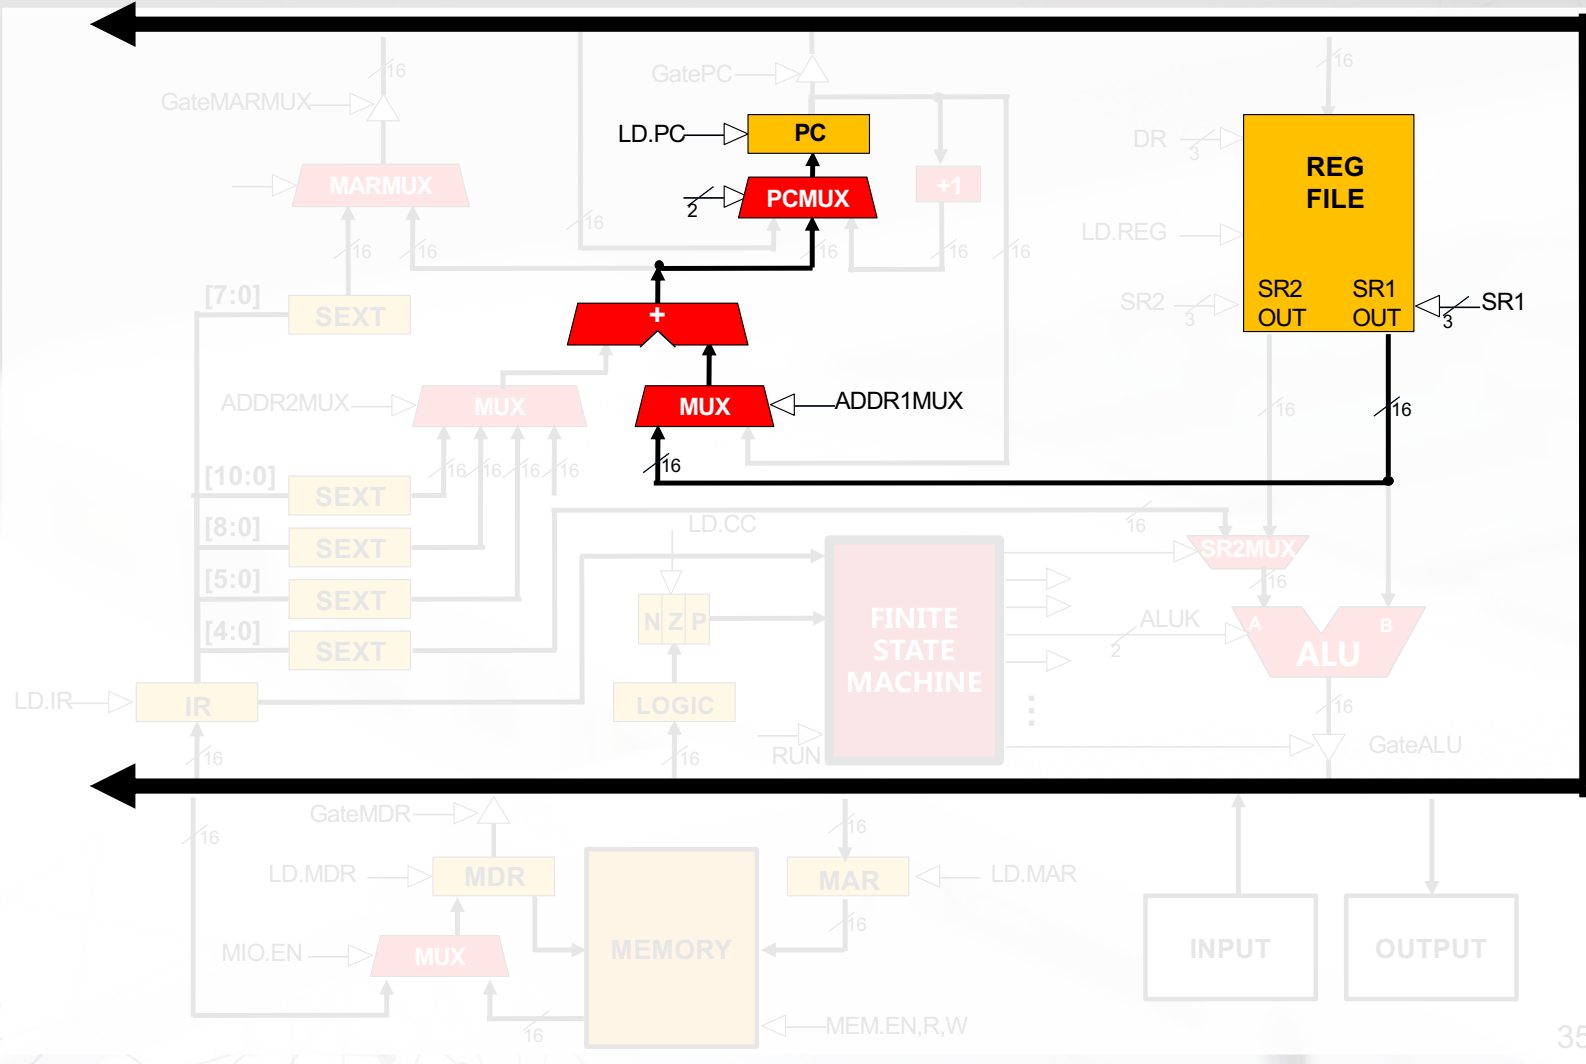 16
GatePC
16
GateMARMUX
LD.PC
PC
DR
3
REG
FILE
MARMUX
2
PCMUX
+1
16
16
16
16
16
16
LD.REG
[7:0]
SEXT
SR2
3
SR2
OUT
SR1
OUT
3
SR1
+
ADDR2MUX
MUX
MUX
ADDR1MUX
16
16
[10:0]
SEXT
16
16
16
16
16
[8:0]
SEXT
LD.CC
16
SR2MUX
[5:0]
SEXT
16
N Z P
FINITE
STATE
MACHINE
ALUK
2
A
B
ALU
[4:0]
SEXT
LD.IR
IR
LOGIC
16
16
16
RUN
⋮
GateALU
GateMDR
16
16
LD.MDR
MDR
MAR
LD.MAR
16
MIO.EN
MUX
MEMORY
INPUT
OUTPUT
16
MEM.EN,R,W
35